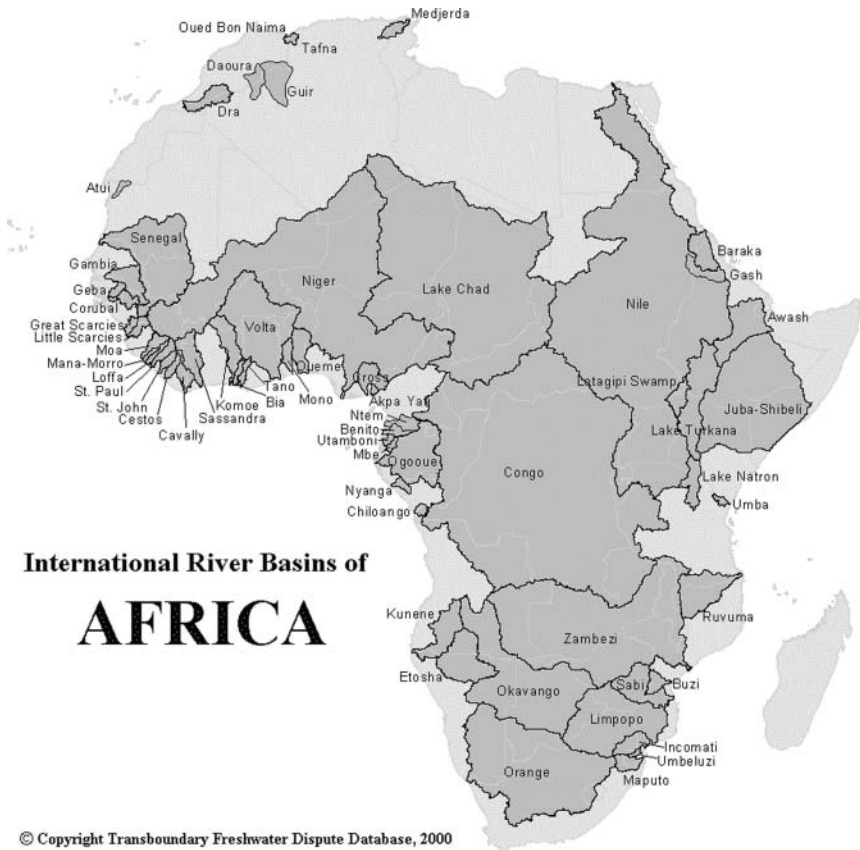 Medjerda
Oued Bon Naima
Tafna
Daoura
Guir
Dra
Atui
Senegal
Gambia
Geba
Corubal
Great Scarcies
Little Scarcies
Moa
Mana-Morro
Loffa
St. Paul
St. John
Cestos
Cavally
Sassandra
Komoe
Bia
Tano
Mono
Volta
Oueme
Niger
Lake Chad
Nile
Baraka
Gash
Awash
Cross
Akpa Yafi
Ntem
Benito
Utamboni
Mbe
Ogooue
Nyanga
Chiloango
Congo
Lotagipi Swamp
Lake Turkana
Juba-Shibeli
Lake Natron
Umba
International River Basins of
AFRICA
Kunene
Etosha
Zambezi
Ruvuma
Okavango
Sabi
Buzi
Limpopo
Incomati
Umbeluzi
Maputo
Orange
© Copyright Transboundary Freshwater Dispute Database, 2000